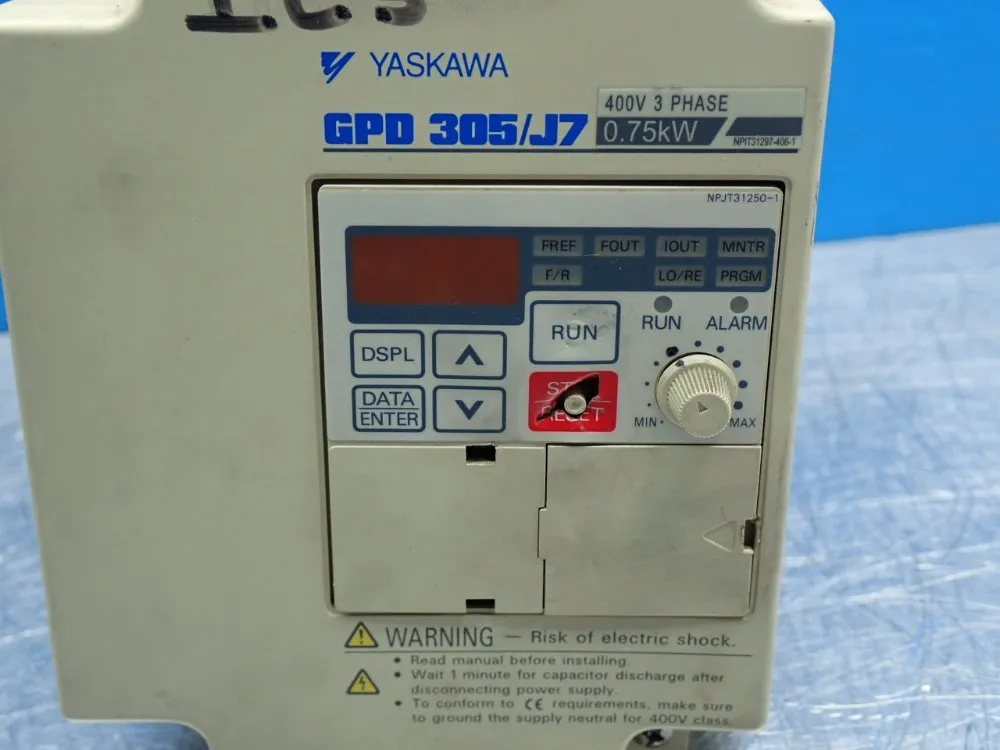 I.C.S
YASKAWA
GPD 305/J7
400V 3 PHASE
0.75kW
NPJT31297-406-1
NPJT31250-1
FREF FOUT IOUT MNTR
F/R LO/RE PRGM
RUN ALARM
RUN
DSPL
DATA
ENTER
RESET
MIN MAX
WARNING — Risk of electric shock.
• Read manual before installing.
• Wait 1 minute for capacitor discharge after
disconnecting power supply.
• To conform to CE requirements, make sure
to ground the supply neutral for 400V class.